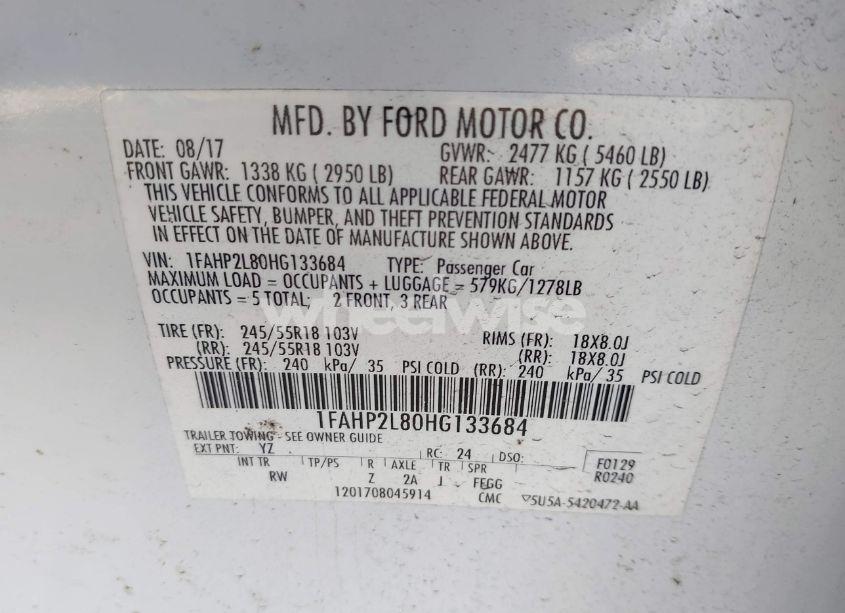 MFD. BY FORD MOTOR CO.
DATE: 08/17 GVWR: 2477 KG ( 5460 LB)
FRONT GAWR: 1338 KG ( 2950 LB) REAR GAWR: 1157 KG ( 2550 LB)
THIS VEHICLE CONFORMS TO ALL APPLICABLE FEDERAL MOTOR
VEHICLE SAFETY, BUMPER, AND THEFT PREVENTION STANDARDS
IN EFFECT ON THE DATE OF MANUFACTURE SHOWN ABOVE.
VIN: 1FAHP2L80HG133684 TYPE: Passenger Car
MAXIMUM LOAD = OCCUPANTS + LUGGAGE = 579KG/1278LB
OCCUPANTS = 5 TOTAL; 2 FRONT, 3 REAR
wheelwise
TIRE (FR): 245/55R18 103V RIMS (FR): 18X8.0J
(RR): 245/55R18 103V (RR): 18X8.0J
PRESSURE (FR): 240 kPa/ 35 PSI COLD (RR): 240 kPa/ 35 PSI COLD
1FAHP2L80HG133684
TRAILER TOWING - SEE OWNER GUIDE
EXT PNT: YZ RC: 24 DSO: F0129
INT TR TP/PS R AXLE TR SPR R0240
RW Z 2A J FEGG
1201708045914 CMC 5U5A-5420472-AA